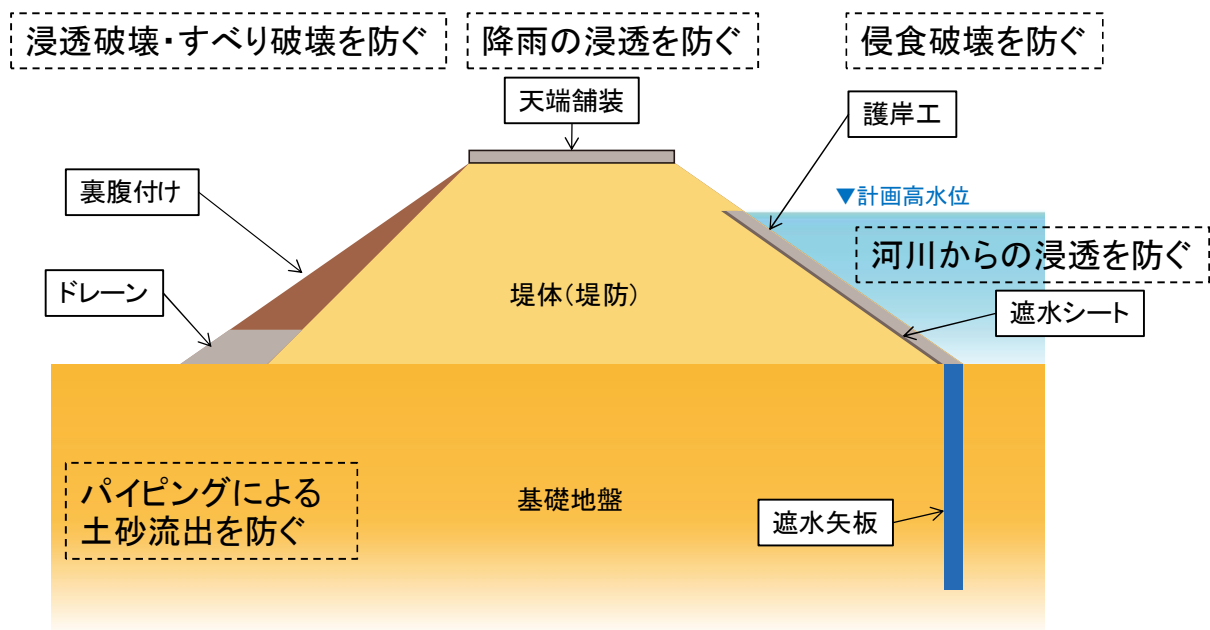 浸透破壊・すべり破壊を防ぐ
降雨の浸透を防ぐ
侵食破壊を防ぐ
天端舗装
護岸工
裏腹付け
▼計画高水位
河川からの浸透を防ぐ
ドレーン
堤体(堤防)
遮水シート
パイピングによる
土砂流出を防ぐ
基礎地盤
遮水矢板